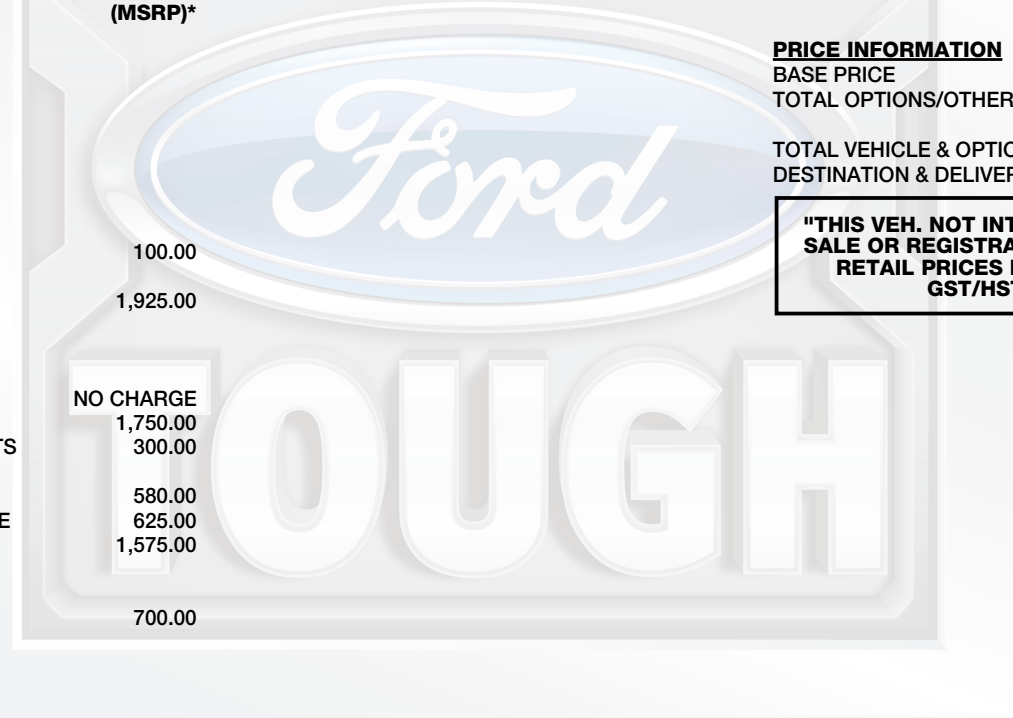 (MSRP)*
PRICE INFORMATION
BASE PRICE
TOTAL OPTIONS/OTHER
TOTAL VEHICLE & OPTIO
DESTINATION & DELIVER
"THIS VEH. NOT INT
SALE OR REGISTRA
RETAIL PRICES
GST/HST
Ford
TOUGH
100.00
1,925.00
NO CHARGE
1,750.00
TS 300.00
580.00
E 625.00
1,575.00
700.00